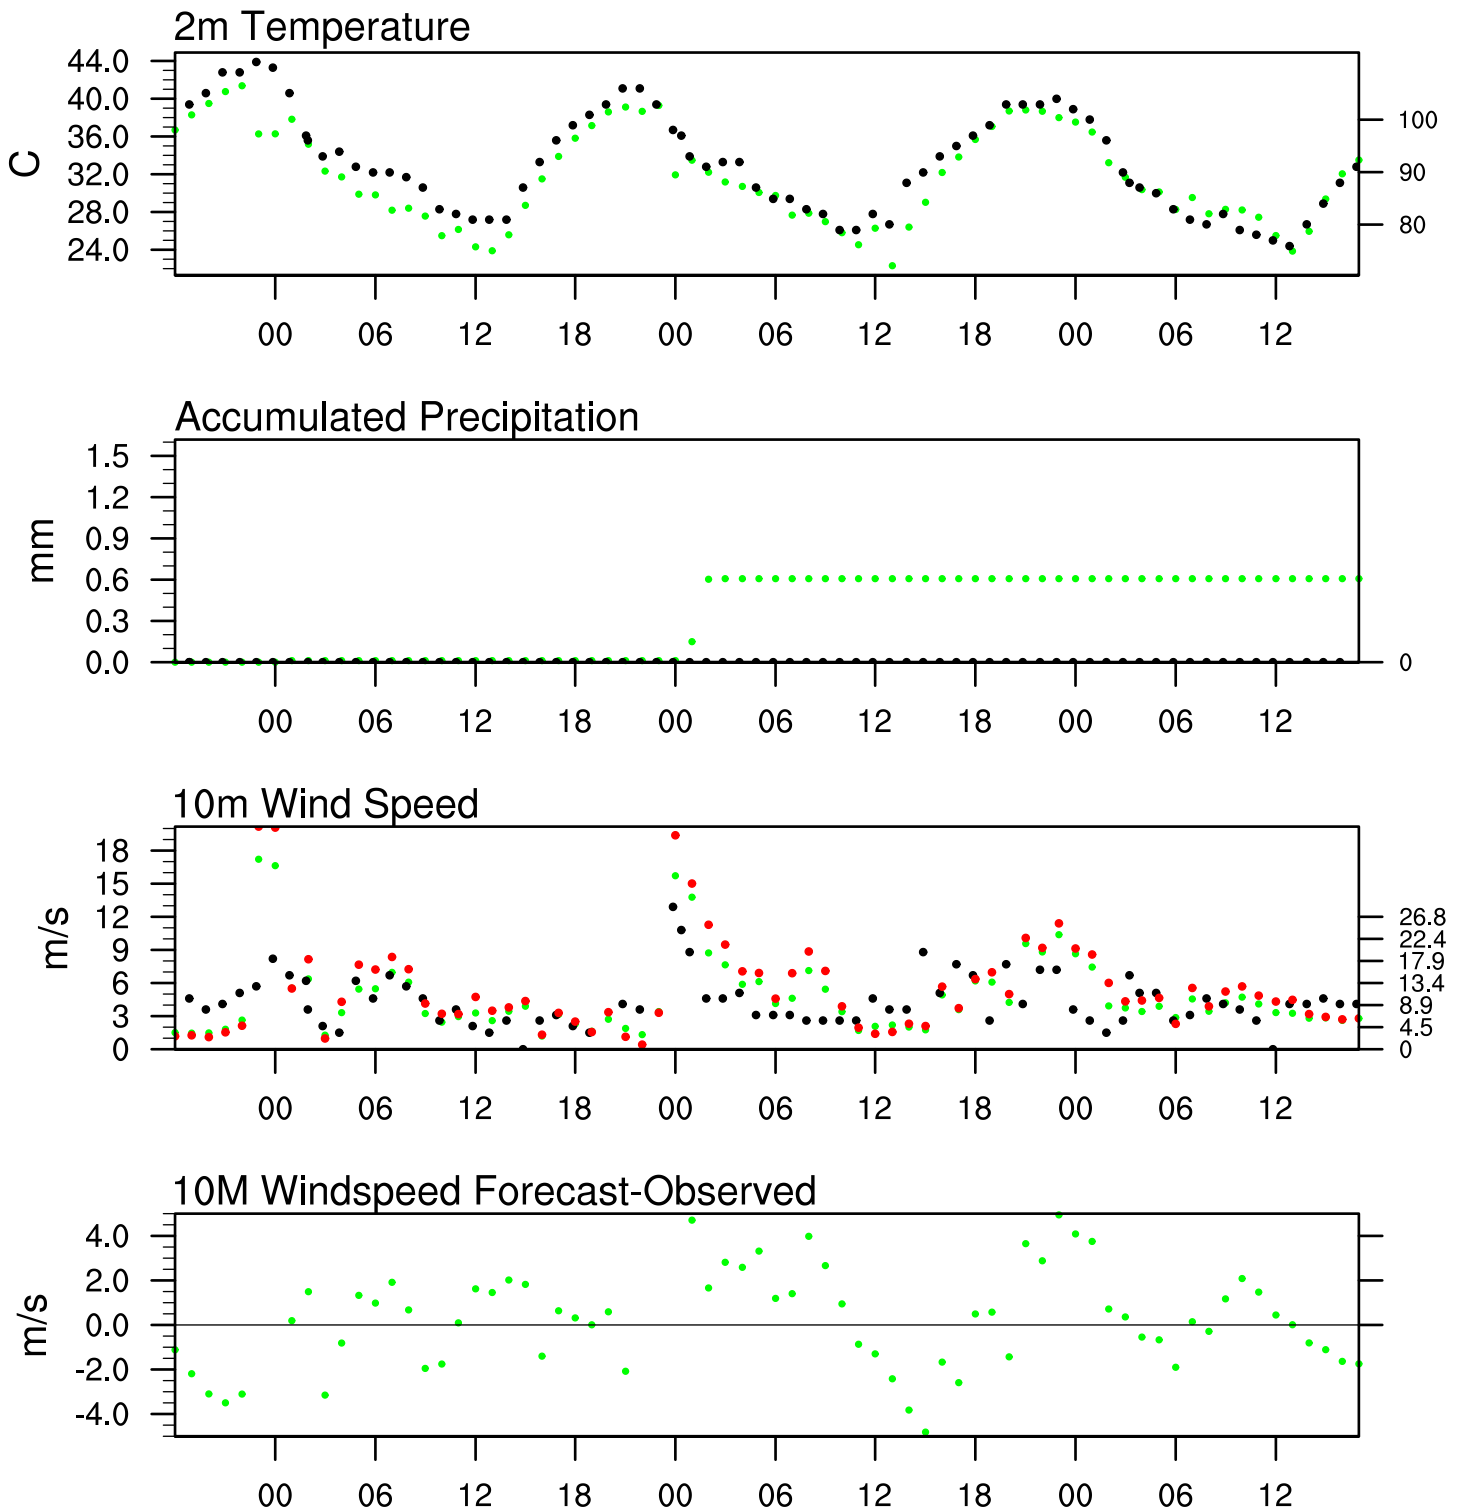 2m Temperature
44.0
40.0
36.0
32.0
28.0
24.0
C
100
90
80
00 06 12 18 00 06 12 18 00 06 12
Accumulated Precipitation
1.5
1.2
0.9
0.6
0.3
0.0
mm
0
00 06 12 18 00 06 12 18 00 06 12
10m Wind Speed
18
15
12
9
6
3
0
m/s
26.8
22.4
17.9
13.4
8.9
4.5
0
00 06 12 18 00 06 12 18 00 06 12
10M Windspeed Forecast-Observed
4.0
2.0
0.0
-2.0
-4.0
m/s
00 06 12 18 00 06 12 18 00 06 12